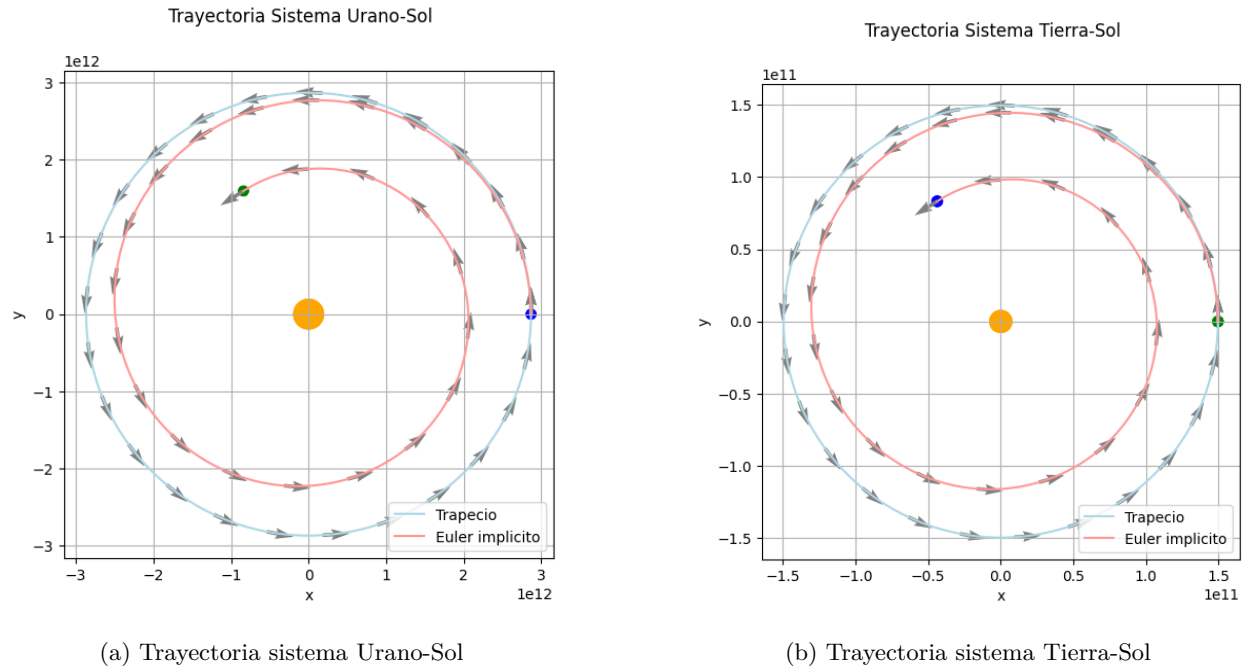 Trayectoria Sistema Urano-Sol
1e12
3
2
1
0
−1
−2
−3
y
−3
−2
−1
0
1
2
3
x
1e12
Trapecio
Euler implicito
(a) Trayectoria sistema Urano-Sol
Trayectoria Sistema Tierra-Sol
1e11
1.5
1.0
0.5
0.0
−0.5
−1.0
−1.5
y
−1.5
−1.0
−0.5
0.0
0.5
1.0
1.5
x
1e11
Trapecio
Euler implicito
(b) Trayectoria sistema Tierra-Sol